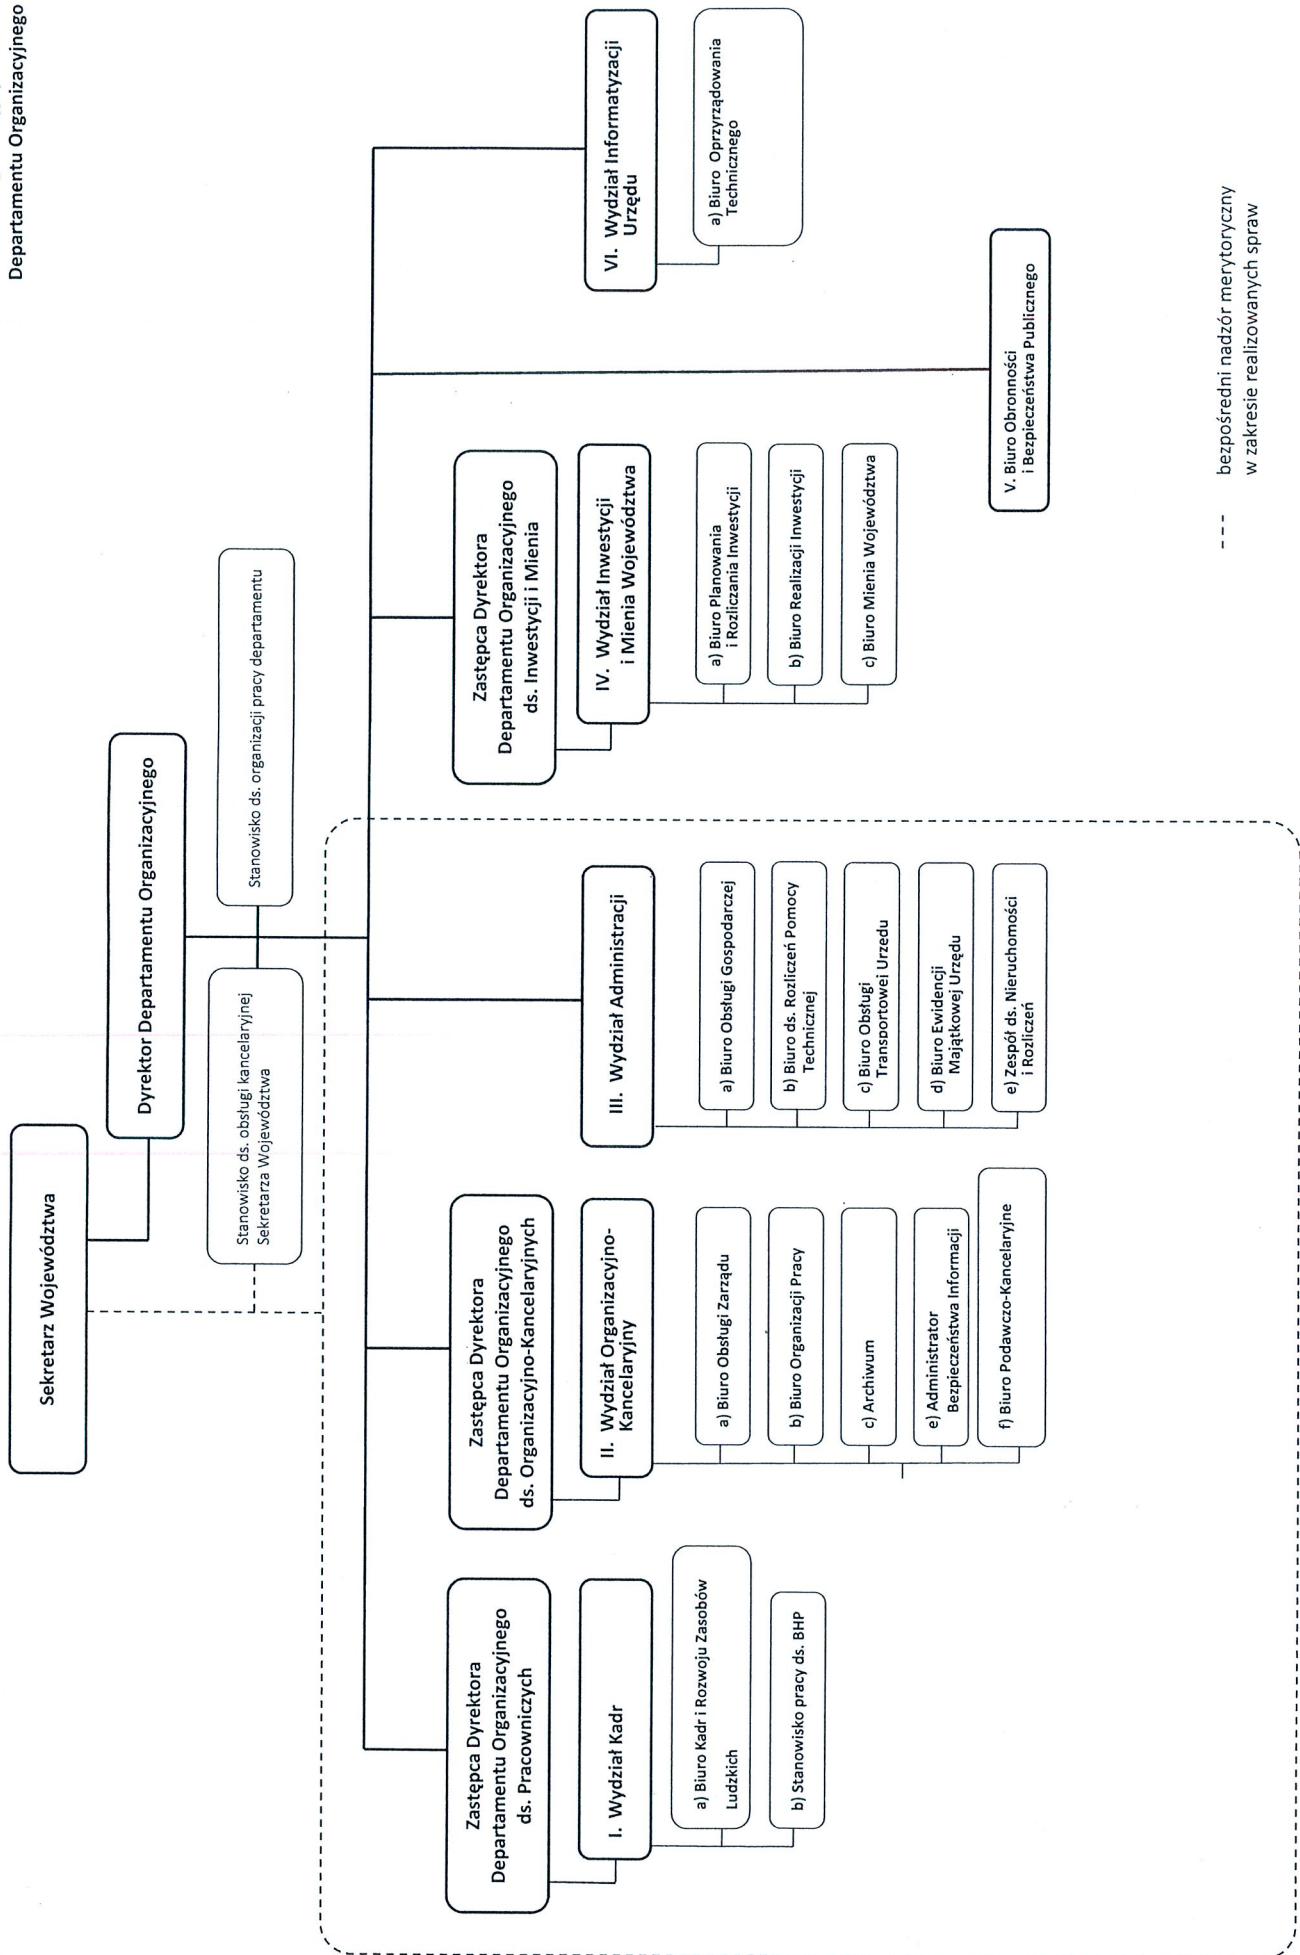 Departamentu Organizacyjnego
Sekretarz Województwa
Dyrektor Departamentu Organizacyjnego
Stanowisko ds. obsługi kancelaryjnej
Sekretarza Województwa
Stanowisko ds. organizacji pracy departamentu
Zastępca Dyrektora
Departamentu Organizacyjnego
ds. Pracowniczych
I. Wydział Kadr
a) Biuro Kadr i Rozwoju Zasobów
Ludzkich
b) Stanowisko pracy ds. BHP
Zastępca Dyrektora
Departamentu Organizacyjnego
ds. Organizacyjno-Kancelaryjnych
II. Wydział Organizacyjno-
Kancelaryjny
a) Biuro Obsługi Zarządu
b) Biuro Organizacji Pracy
c) Archiwum
e) Administrator
Bezpieczeństwa Informacji
f) Biuro Podawczo-Kancelaryjne
III. Wydział Administracji
a) Biuro Obsługi Gospodarczej
b) Biuro ds. Rozliczeń Pomocy
Technicznej
c) Biuro Obsługi
Transportowej Urzędu
d) Biuro Ewidencji
Majątkowej Urzędu
e) Zespół ds. Nieruchomości
i Rozliczeń
Zastępca Dyrektora
Departamentu Organizacyjnego
ds. Inwestycji i Mienia
IV. Wydział Inwestycji
i Mienia Województwa
a) Biuro Planowania
i Rozliczania Inwestycji
b) Biuro Realizacji Inwestycji
c) Biuro Mienia Województwa
V. Biuro Obronności
i Bezpieczeństwa Publicznego
VI. Wydział Informatyzacji
Urzędu
a) Biuro Oprzyrządowania
Technicznego
--- bezpośredni nadzór merytoryczny
w zakresie realizowanych spraw